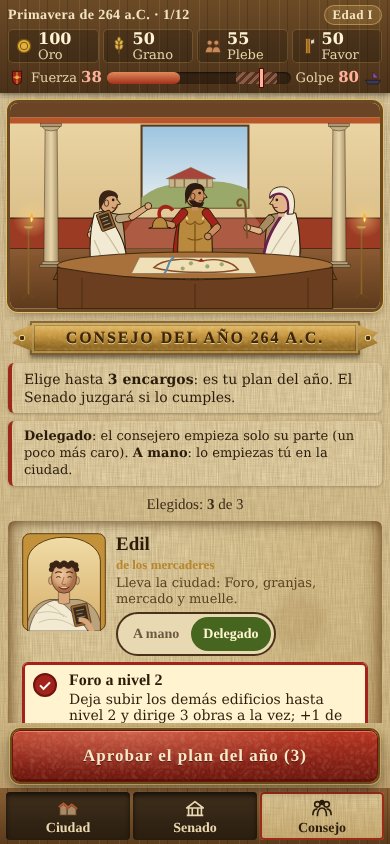 Primavera de 264 a.C. · 1/12
Edad I
100 Oro
50 Grano
55 Plebe
50 Favor
Fuerza 38
Golpe 80
CONSEJO DEL AÑO 264 A.C.
Elige hasta 3 encargos: es tu plan del año. El
Senado juzgará si lo cumples.
Delegado: el consejero empieza solo su parte (un
poco más caro). A mano: lo empiezas tú en la
ciudad.
Elegidos: 3 de 3
Edil
de los mercaderes
Lleva la ciudad: Foro, granjas,
mercado y muelle.
A mano
Delegado
Foro a nivel 2
Deja subir los demás edificios hasta
nivel 2 y dirige 3 obras a la vez; +1 de
Aprobar el plan del año (3)
Ciudad
Senado
Consejo